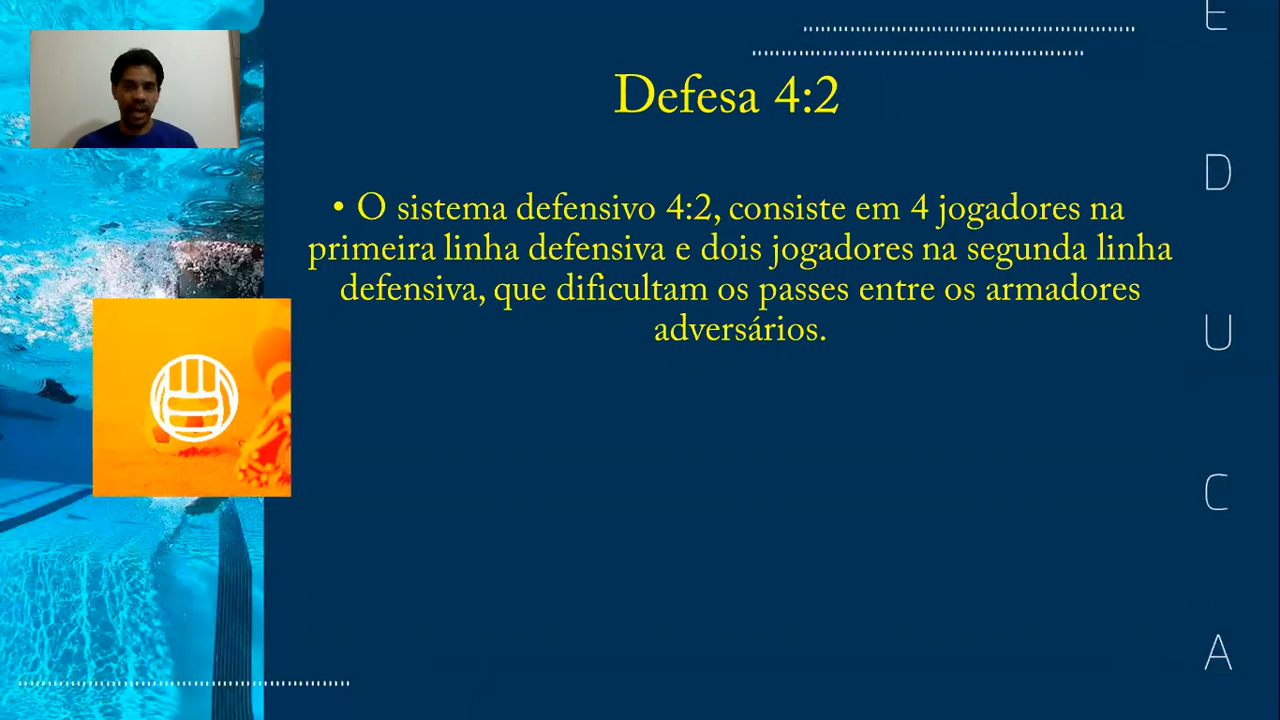 Defesa 4:2
• O sistema defensivo 4:2, consiste em 4 jogadores na
primeira linha defensiva e dois jogadores na segunda linha
defensiva, que dificultam os passes entre os armadores
adversários.
E
D
U
C
A